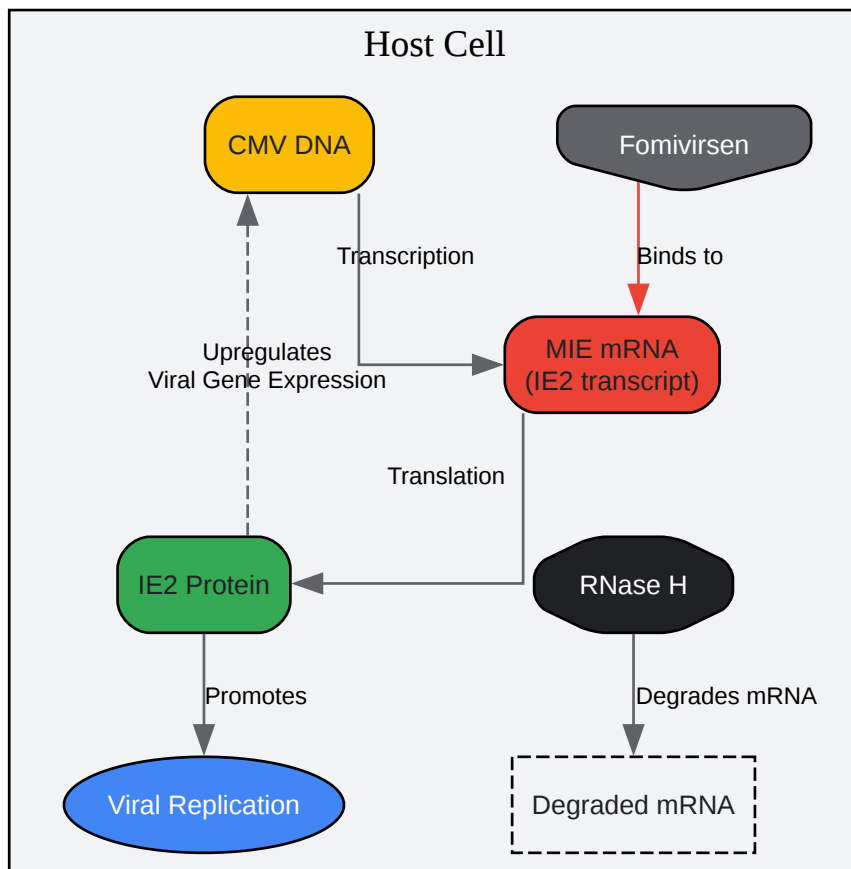 Host Cell
CMV DNA
Fomivirsen
Transcription
Binds to
MIE mRNA
(IE2 transcript)
Upregulates
Viral Gene Expression
Translation
IE2 Protein
RNase H
Promotes
Degrades mRNA
Viral Replication
Degraded mRNA